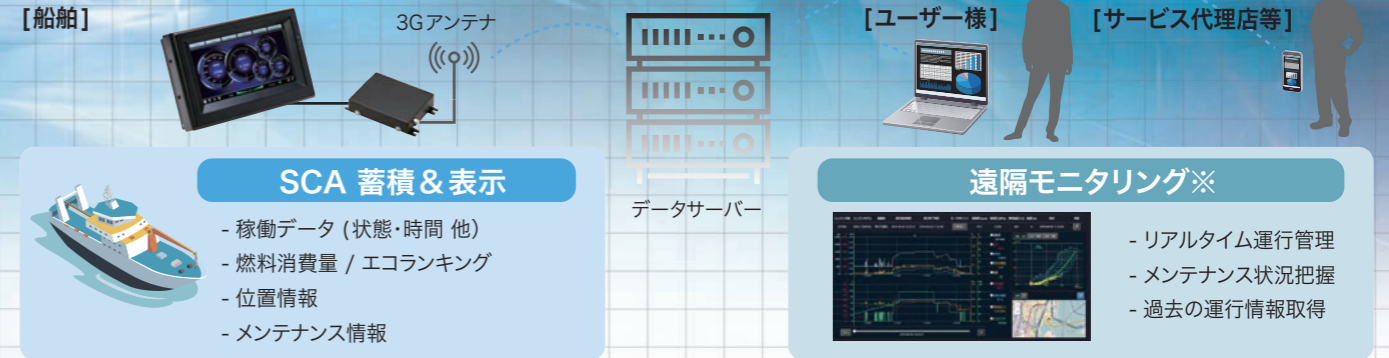 [船舶]
3Gアンテナ
[ユーザー様]
[サービス代理店等]
SCA 蓄積＆表示
- 稼働データ (状態・時間 他)
- 燃料消費量 / エコランキング
- 位置情報
- メンテナンス情報
データサーバー
遠隔モニタリング※
- リアルタイム運行管理
- メンテナンス状況把握
- 過去の運行情報取得